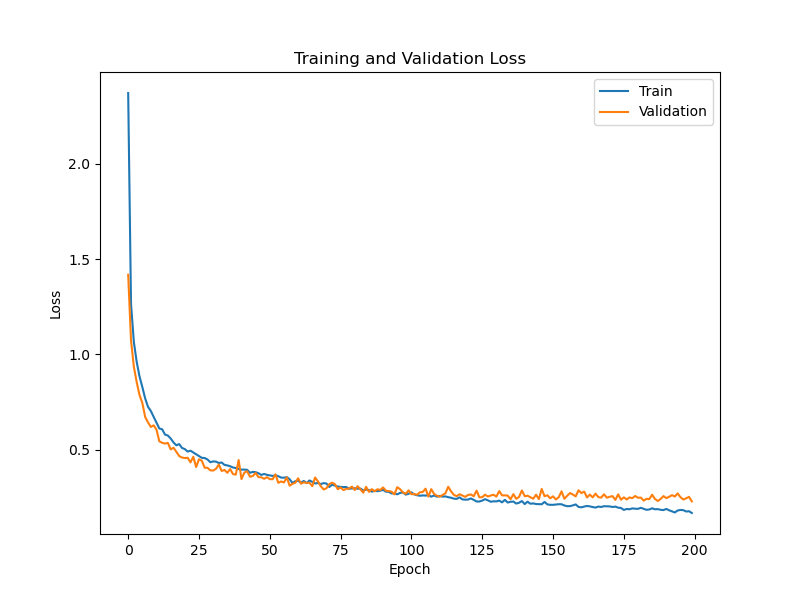 Training and Validation Loss
Train
Validation
2.0
1.5
1.0
0.5
Loss
0 25 50 75 100 125 150 175 200
Epoch